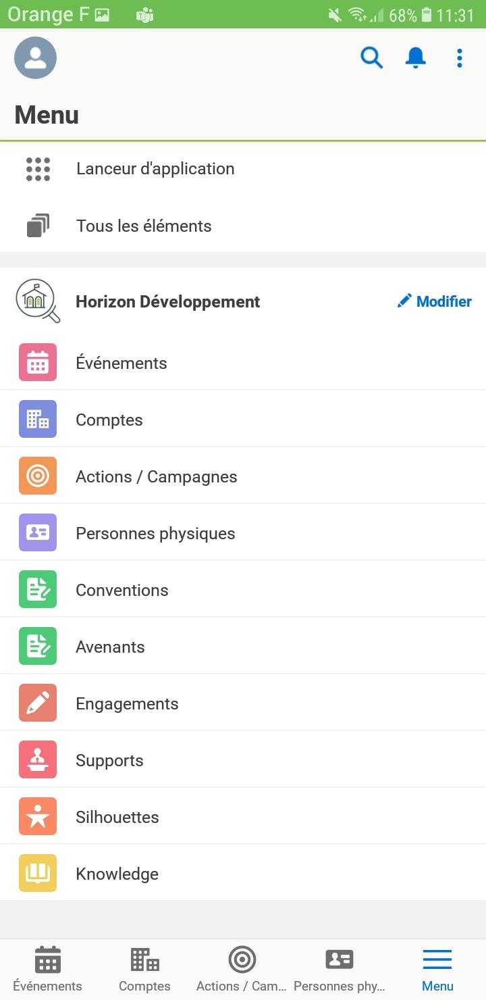 Orange F 68% 11:31
Menu
Lanceur d'application
Tous les éléments
Horizon Développement Modifier
Événements
Comptes
Actions / Campagnes
Personnes physiques
Conventions
Avenants
Engagements
Supports
Silhouettes
Knowledge
Événements Comptes Actions / Cam... Personnes phy... Menu